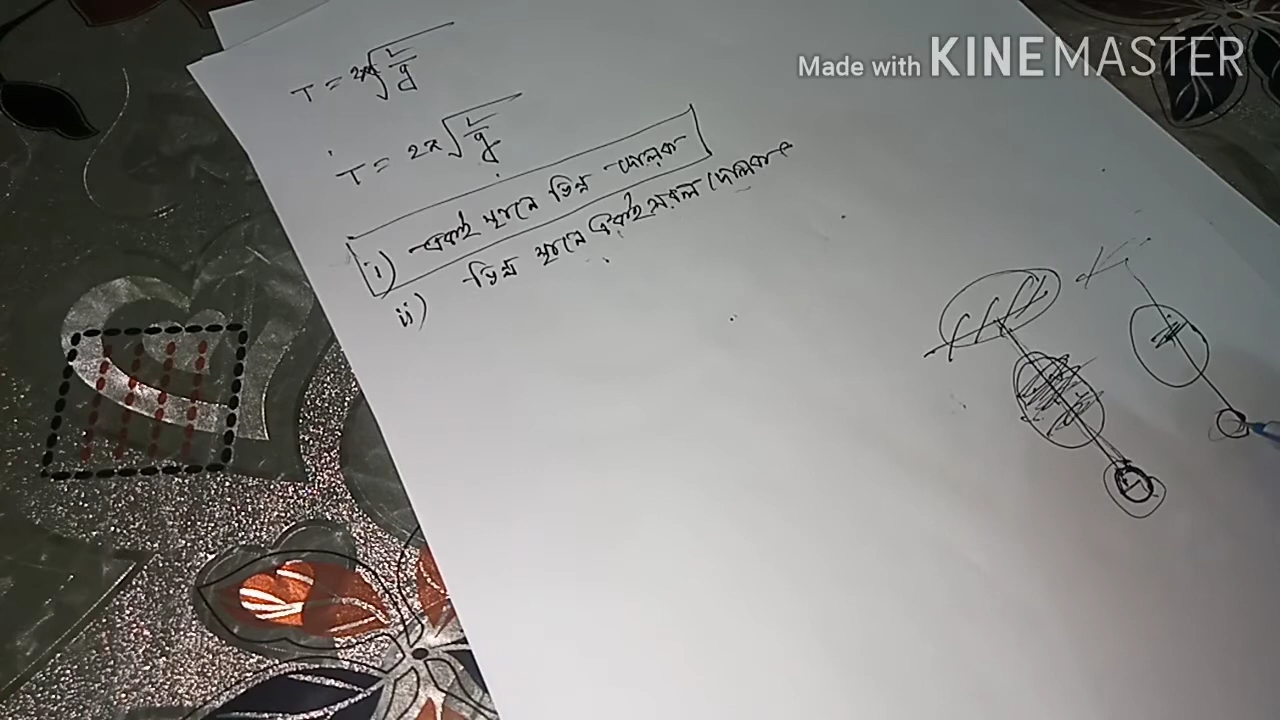 Made with KINEMASTER
T = 2π√L/g
T = 2π√L/g
i) একই স্থানে ভিন্ন দোলক
ii) ভিন্ন স্থানে একই সরল দোলক